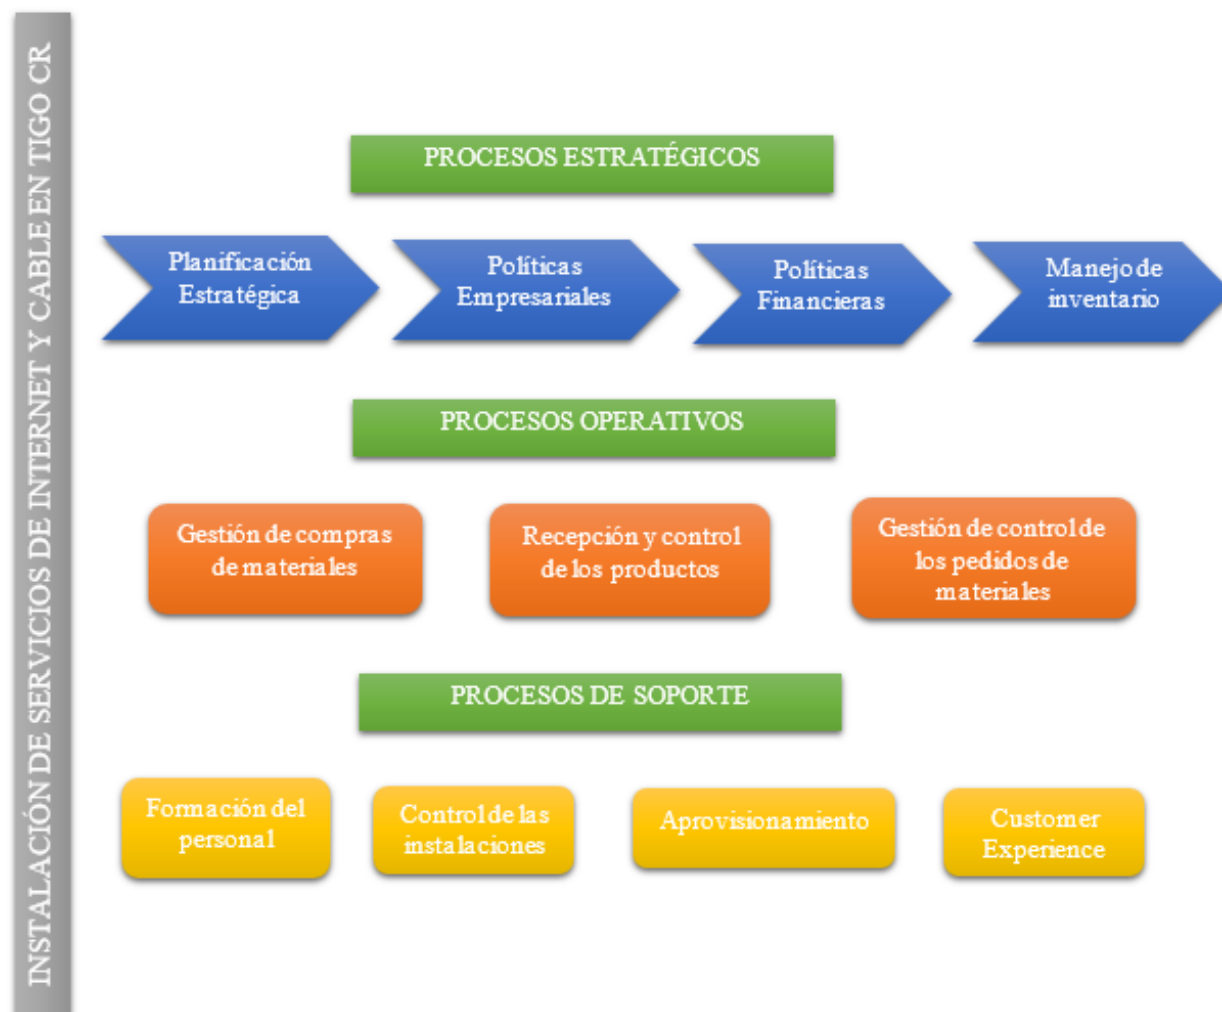 INSTALACIÓN DE SERVICIOS DE INTERNET Y CABLE EN TIGO CR
PROCESOS ESTRATÉGICOS
Planificación
Estratégica
Políticas
Empresariales
Políticas
Financieras
Manejo de
inventario
PROCESOS OPERATIVOS
Gestión de compras
de materiales
Recepción y control
de los productos
Gestión de control de
los pedidos de
materiales
PROCESOS DE SOPORTE
Formación del
personal
Control de las
instalaciones
Aprovisionamiento
Customer
Experience